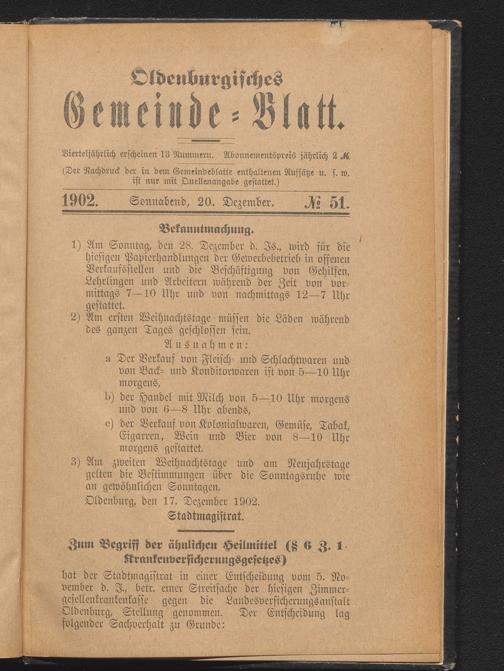 Oldenburgisches
Gemeinde-Blatt.
Vierteljährlich erscheinen 13 Nummern. Abonnementspreis jährlich 2 ℳ.
(Der Nachdruck der in dem Gemeindeblatte enthaltenen Aufsätze u. s. w.
ist nur mit Quellenangabe gestattet.)
1902. Sonnabend, 20. Dezember. № 51.
Bekanntmachung.
1) Am Sonntag, den 28. Dezember d. Js., wird für die
hiesigen Papierhandlungen der Gewerbebetrieb in offenen
Verkaufsstellen und die Beschäftigung von Gehilfen,
Lehrlingen und Arbeitern während der Zeit von vor-
mittags 7—10 Uhr und von nachmittags 12—7 Uhr
gestattet.
2) Am ersten Weihnachtstage müssen die Läden während
des ganzen Tages geschlossen sein.
Ausnahmen:
a Der Verkauf von Fleisch- und Schlachtwaren und
von Back- und Konditorwaren ist von 5—10 Uhr
morgens,
b) der Handel mit Milch von 5—10 Uhr morgens
und von 6—8 Uhr abends,
c) der Verkauf von Kolonialwaren, Gemüse, Tabak,
Cigarren, Wein und Bier von 8—10 Uhr
morgens gestattet.
3) Am zweiten Weihnachtstage und am Neujahrstage
gelten die Bestimmungen über die Sonntagsruhe wie
an gewöhnlichen Sonntagen.
Oldenburg, den 17. Dezember 1902.
Stadtmagistrat.
Zum Begriff der ähnlichen Heilmittel (§ 6 Z. 1
Krankenversicherungsgesetzes)
hat der Stadtmagistrat in einer Entscheidung vom 5. No-
vember d. J., betr. einer Streitsache der hiesigen Zimmer-
gesellenkrankenkasse gegen die Landesversicherungsanstalt
Oldenburg, Stellung genommen. Der Entscheidung lag
folgender Sachverhalt zu Grunde: